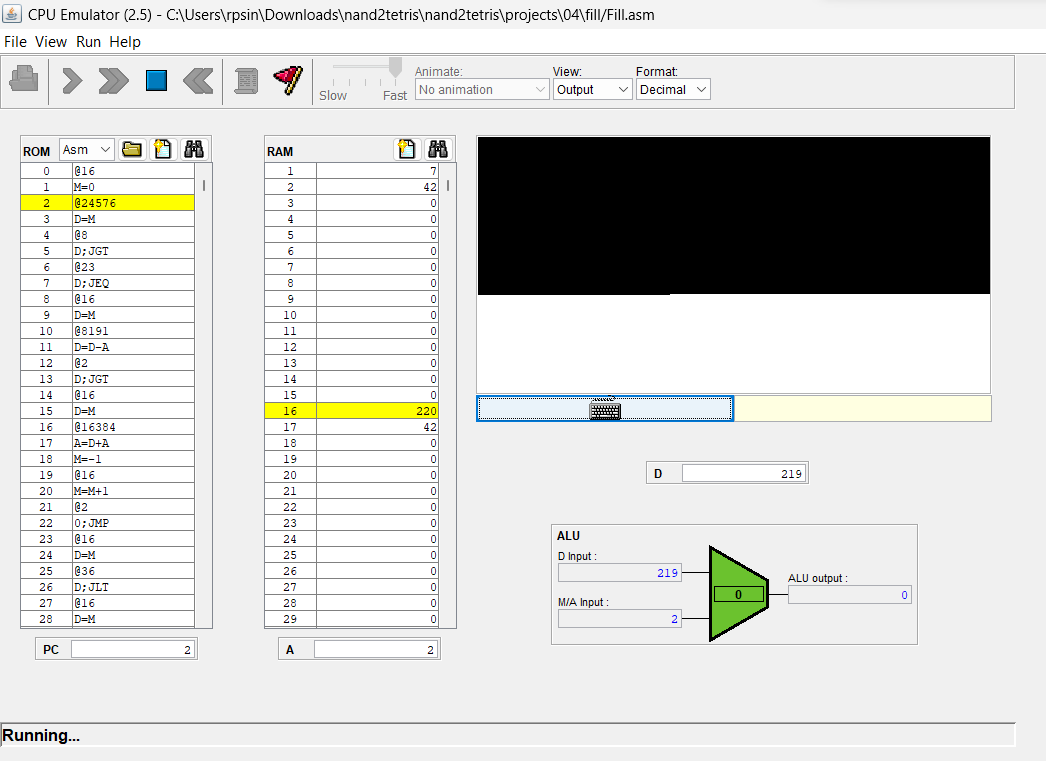 CPU Emulator (2.5) - C:\Users\rpsin\Downloads\nand2tetris\nand2tetris\projects\04\fill/Fill.asm
File View Run Help
Slow Fast
Animate:
No animation
View:
Output
Format:
Decimal
ROM Asm
0 @16
1 M=0
2 @24576
3 D=M
4 @8
5 D;JGT
6 @23
7 D;JEQ
8 @16
9 D=M
10 @8191
11 D=D-A
12 @2
13 D;JGT
14 @16
15 D=M
16 @16384
17 A=D+A
18 M=-1
19 @16
20 M=M+1
21 @2
22 0;JMP
23 @16
24 D=M
25 @36
26 D;JLT
27 @16
28 D=M
PC 2
RAM
1 7
2 42
3 0
4 0
5 0
6 0
7 0
8 0
9 0
10 0
11 0
12 0
13 0
14 0
15 0
16 220
17 42
18 0
19 0
20 0
21 0
22 0
23 0
24 0
25 0
26 0
27 0
28 0
29 0
A 2
D 219
ALU
D Input :
219
M/A Input :
2
0
ALU output :
0
Running...